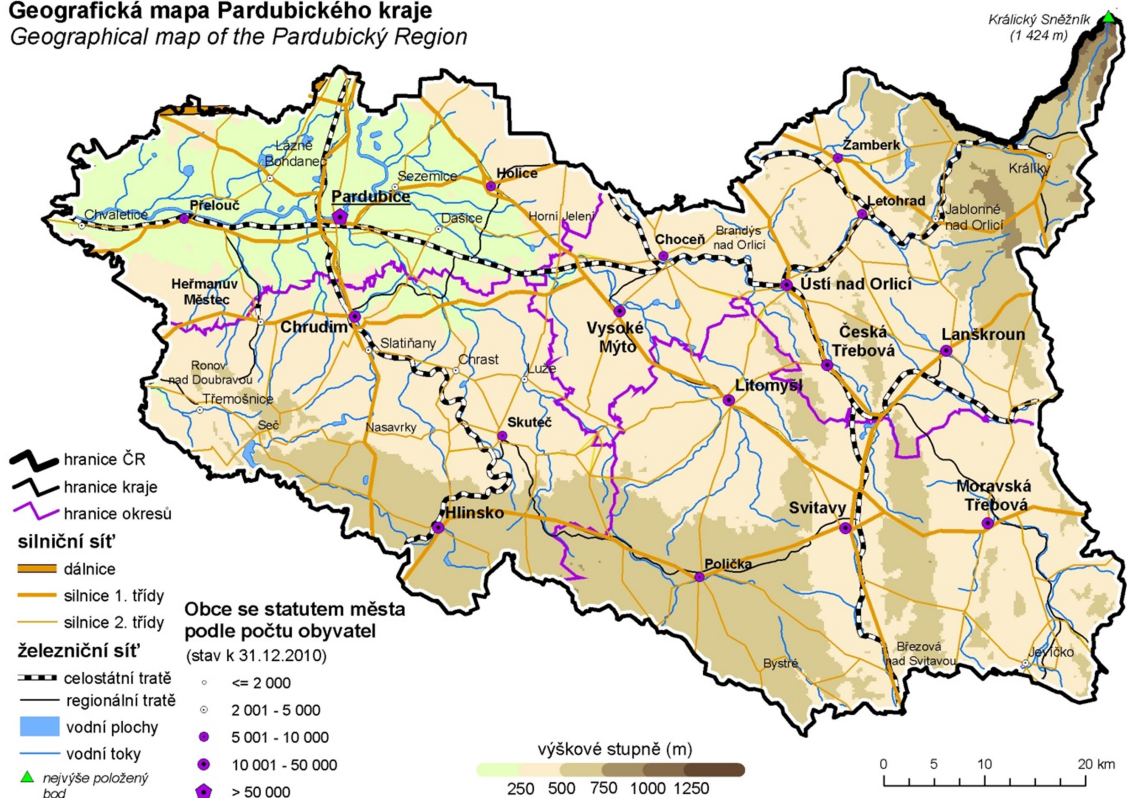 Geografická mapa Pardubického kraje
Geographical map of the Pardubický Region
Králický Sněžník
(1 424 m)
Lázně
Bohdaneč
Sezemice
Holice
Žamberk
Králíky
Přelouč
Pardubice
Chvaletice
Dašice
Horní Jelení
Letohrad
Jablonné
nad Orlicí
Choceň
Brandýs
nad Orlicí
Heřmanův
Městec
Ústí nad Orlicí
Chrudim
Vysoké
Mýto
Česká
Třebová
Lanškroun
Slatiňany
Chrast
Luže
Ronov
nad Doubravou
Třemošnice
Litomyšl
Seč
Nasavrky
Skuteč
Hlinsko
Svitavy
Moravská
Třebová
Polička
Bystré
Březová
nad Svitavou
Jevíčko
hranice ČR
hranice kraje
hranice okresů
silniční síť
dálnice
silnice 1. třídy
silnice 2. třídy
železniční síť
celostátní tratě
regionální tratě
vodní plochy
vodní toky
nejvýše položený
bod
Obce se statutem města
podle počtu obyvatel
(stav k 31.12.2010)
<= 2 000
2 001 - 5 000
5 001 - 10 000
10 001 - 50 000
> 50 000
výškové stupně (m)
250 500 750 1000 1250
0 5 10 20 km